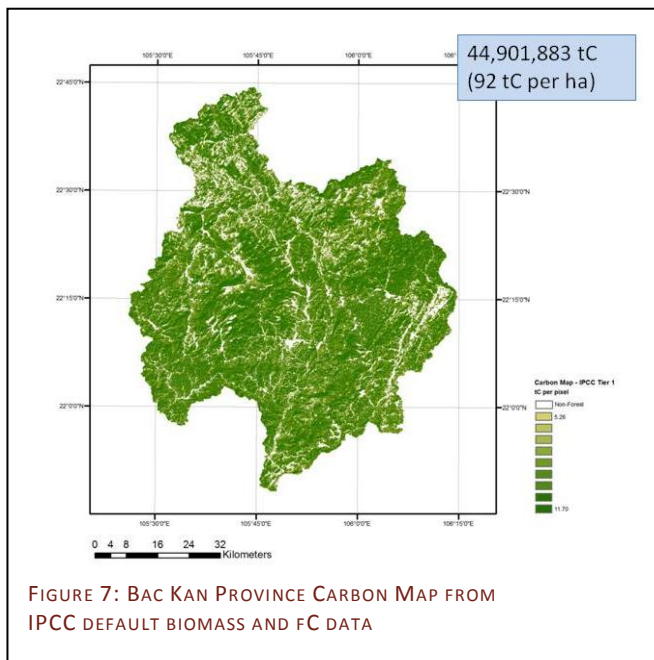 44,901,883 tC
(92 tC per ha)
105°30'0"E 105°45'0"E 106°0'0"E
22°45'0"N
22°30'0"N 22°30'0"N
22°15'0"N 22°15'0"N
22°0'0"N 22°0'0"N
Carbon Map - IPCC Tier 1
tC per pixel
Non-Forest
5.26
11.70
105°30'0"E 105°45'0"E 106°0'0"E 106°15'0"E
0 4 8 16 24 32
Kilometers
FIGURE 7: BAC KAN PROVINCE CARBON MAP FROM
IPCC DEFAULT BIOMASS AND FC DATA